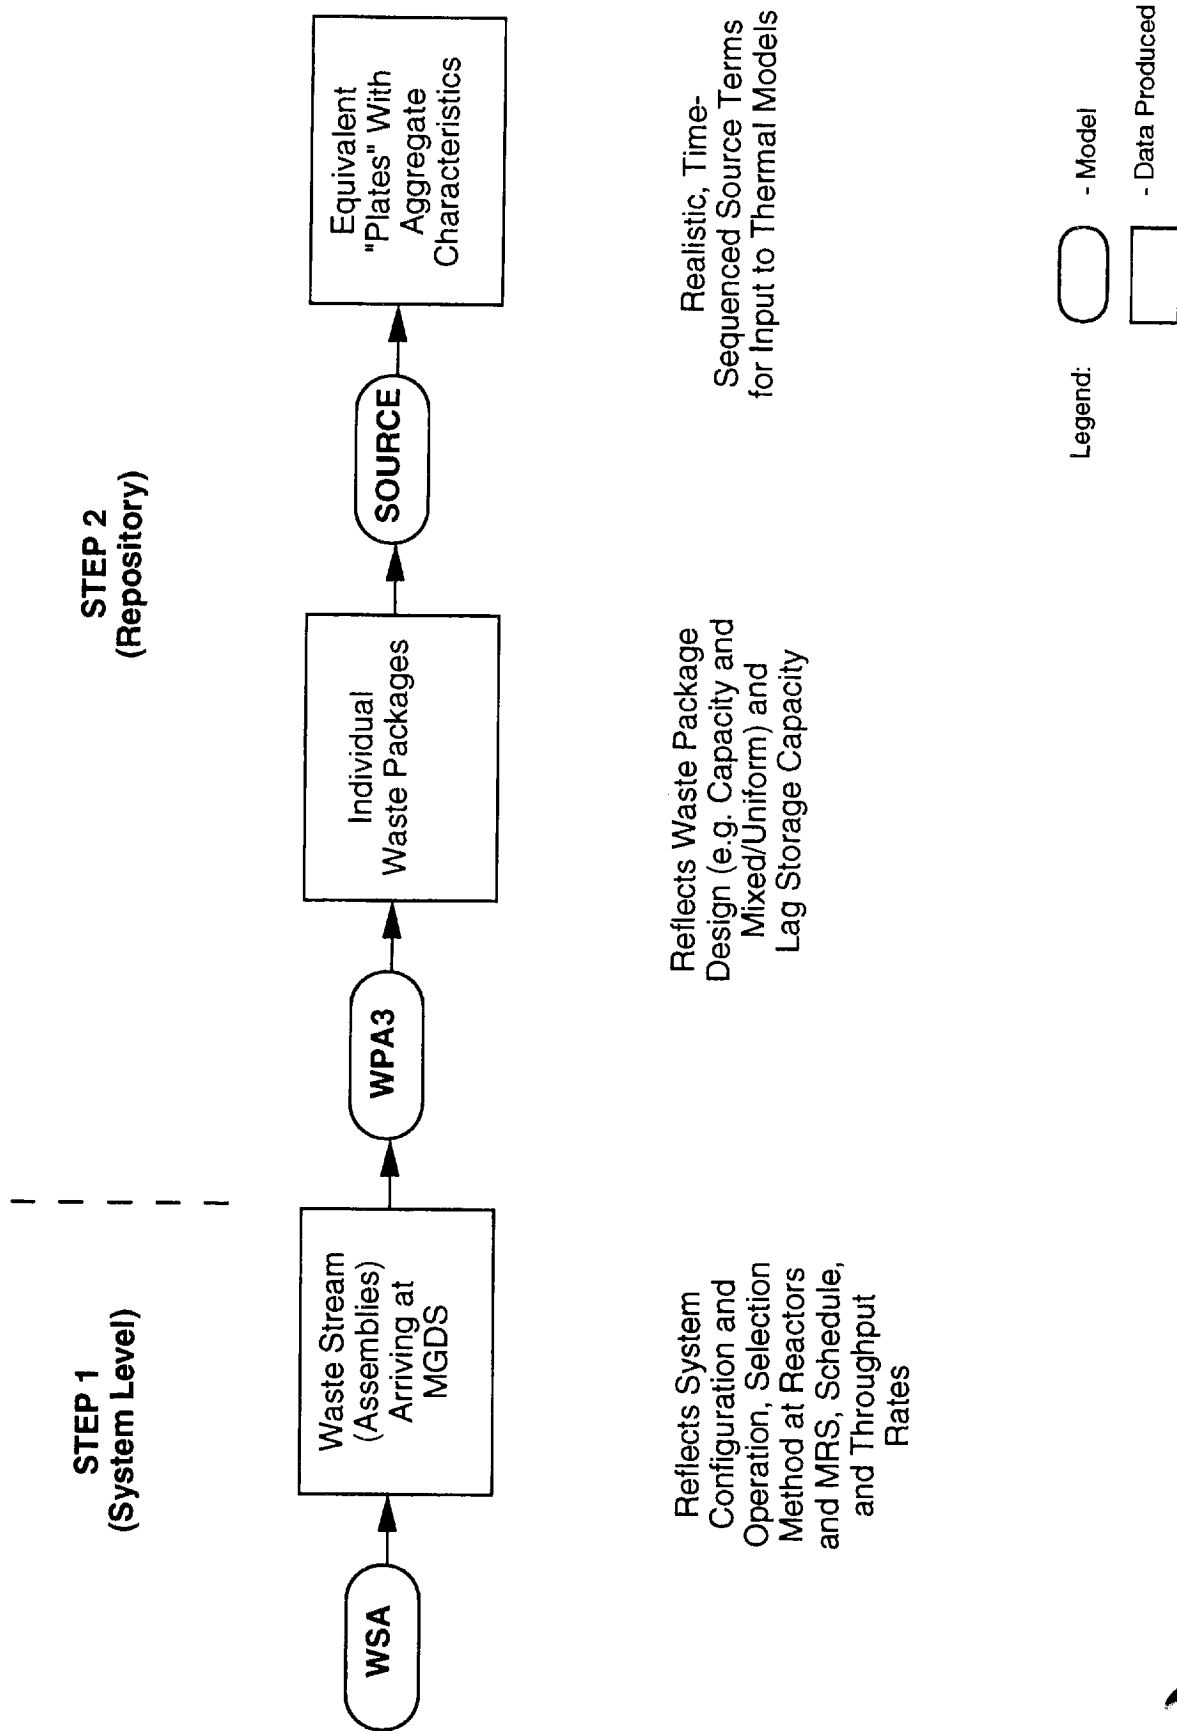 STEP 1
(System Level)
STEP 2
(Repository)
WSA
Waste Stream
(Assemblies)
Arriving at
MGDS
WPA3
Individual
Waste Packages
SOURCE
Equivalent
"Plates" With
Aggregate
Characteristics
Reflects System
Configuration and
Operation, Selection
Method at Reactors
and MRS, Schedule,
and Throughput
Rates
Reflects Waste Package
Design (e.g. Capacity and
Mixed/Uniform) and
Lag Storage Capacity
Realistic, Time-
Sequenced Source Terms
for Input to Thermal Models
Legend:
- Model
- Data Produced